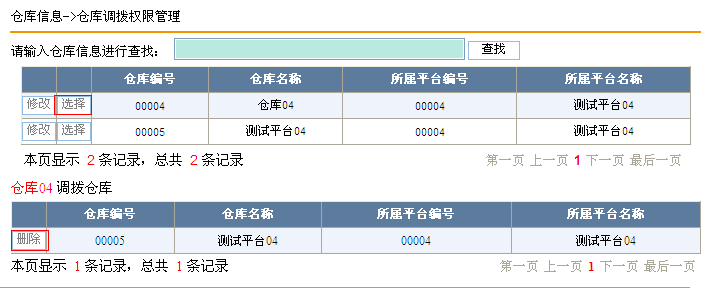 仓库信息->仓库调拨权限管理
请输入仓库信息进行查找： 查找
仓库编号 仓库名称 所属平台编号 所属平台名称
修改 选择 00004 仓库04 00004 测试平台04
修改 选择 00005 测试平台04 00004 测试平台04
本页显示 2 条记录，总共 2 条记录 第一页 上一页 1 下一页 最后一页
仓库04 调拨仓库
仓库编号 仓库名称 所属平台编号 所属平台名称
删除 00005 测试平台04 00004 测试平台04
本页显示 1 条记录，总共 1 条记录 第一页 上一页 1 下一页 最后一页